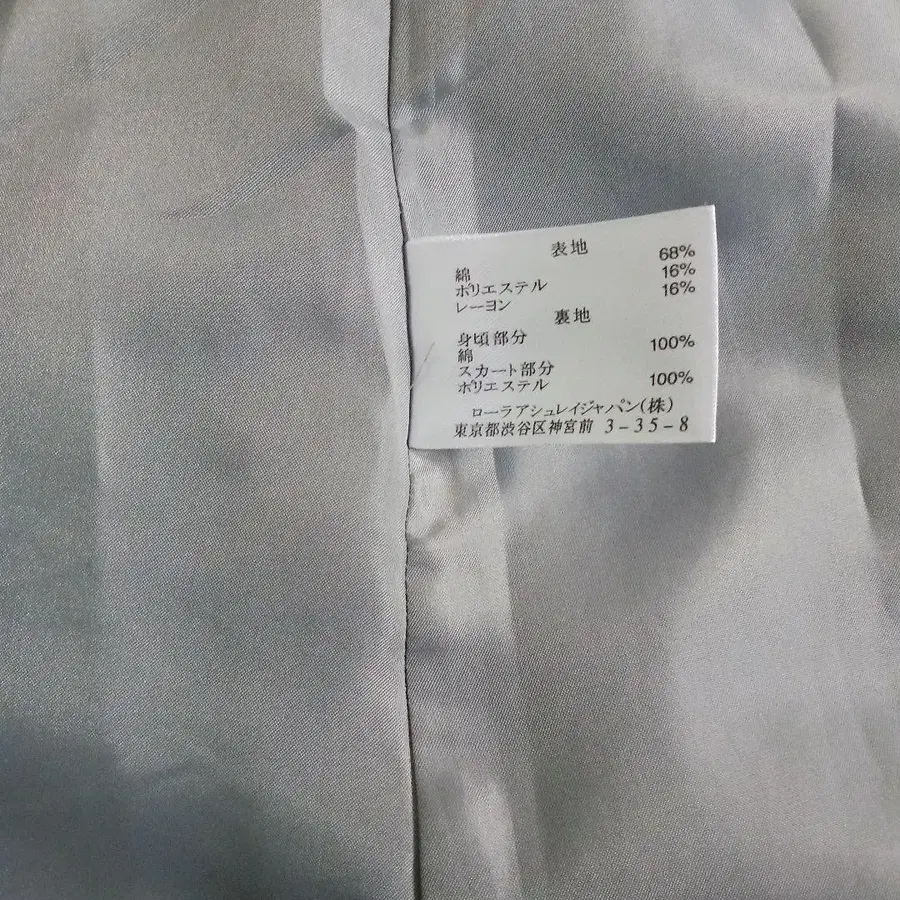 表地
綿 68%
ポリエステル 16%
レーヨン 16%
裏地
身頃部分
綿 100%
スカート部分
ポリエステル 100%
ローラアシュレイジャパン(株)
東京都渋谷区神宮前 3-35-8